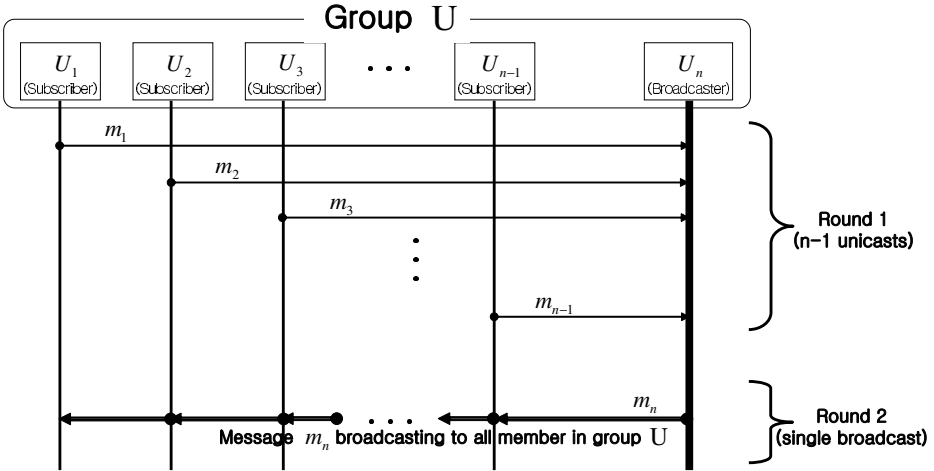 Group U
U₁ U₂ U₃ . . . Uₙ₋₁ Uₙ
(Subscriber) (Subscriber) (Subscriber) (Subscriber) (Broadcaster)
m₁
m₂
m₃
Round 1
(n-1 unicasts)
mₙ₋₁
mₙ
Round 2
(single broadcast)
. . .
Message mₙ broadcasting to all member in group U